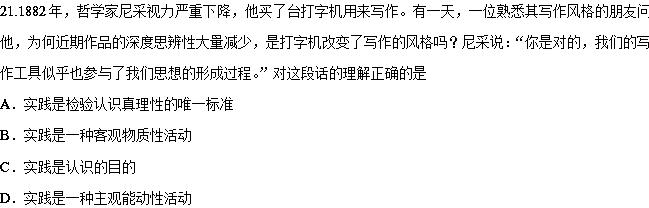 21.1882年，哲学家尼采视力严重下降，他买了台打字机用来写作。有一天，一位熟悉其写作风格的朋友问
他，为何近期作品的深度思辨性大量减少，是打字机改变了写作的风格吗？尼采说：“你是对的，我们的写
作工具似乎也参与了我们思想的形成过程。”对这段话的理解正确的是
A．实践是检验认识真理性的唯一标准
B．实践是一种客观物质性活动
C．实践是认识的目的
D．实践是一种主观能动性活动